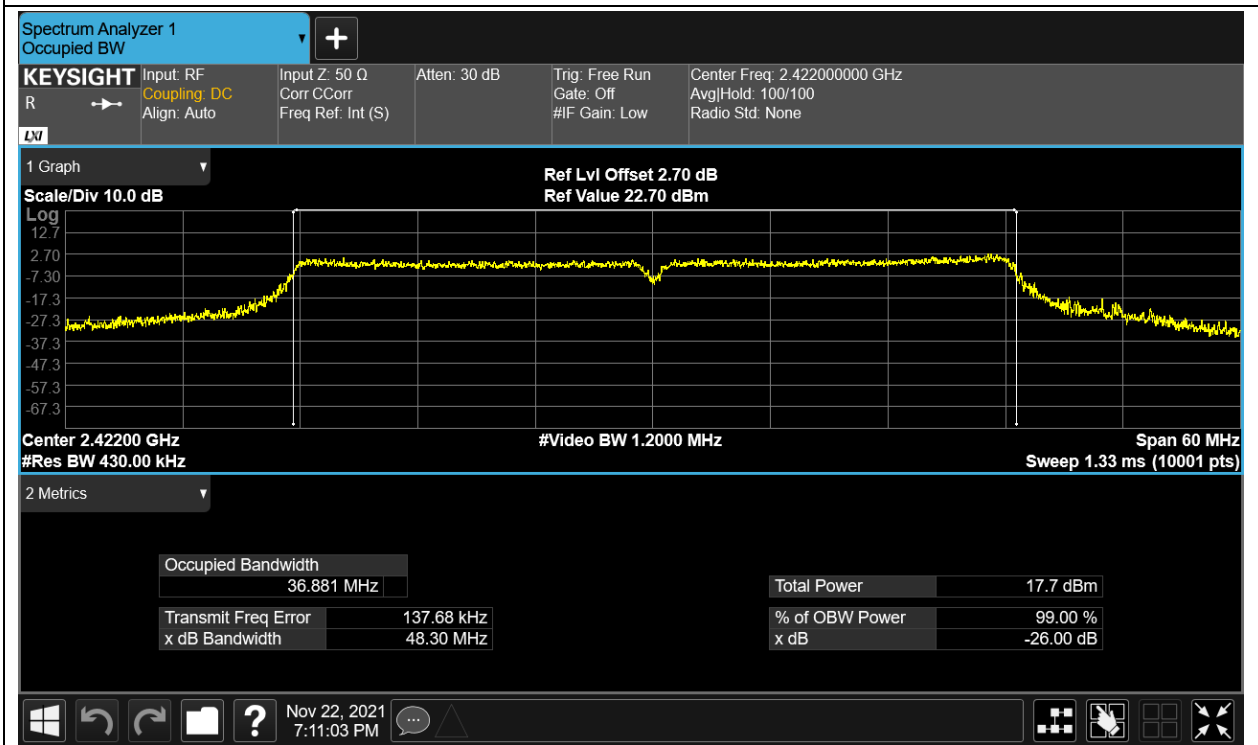 Spectrum Analyzer 1
Occupied BW
KEYSIGHT
R
LXI
Input: RF
Coupling: DC
Align: Auto
Input Z: 50 Ω
Corr CCorr
Freq Ref: Int (S)
Atten: 30 dB
Trig: Free Run
Gate: Off
#IF Gain: Low
Center Freq: 2.422000000 GHz
Avg|Hold: 100/100
Radio Std: None
1 Graph
Scale/Div 10.0 dB
Ref Lvl Offset 2.70 dB
Ref Value 22.70 dBm
Log
12.7
2.70
-7.30
-17.3
-27.3
-37.3
-47.3
-57.3
-67.3
Center 2.42200 GHz
#Res BW 430.00 kHz
#Video BW 1.2000 MHz
Span 60 MHz
Sweep 1.33 ms (10001 pts)
2 Metrics
Occupied Bandwidth
36.881 MHz
Transmit Freq Error 137.68 kHz
x dB Bandwidth 48.30 MHz
Total Power 17.7 dBm
% of OBW Power 99.00 %
x dB -26.00 dB
?
Nov 22, 2021
7:11:03 PM